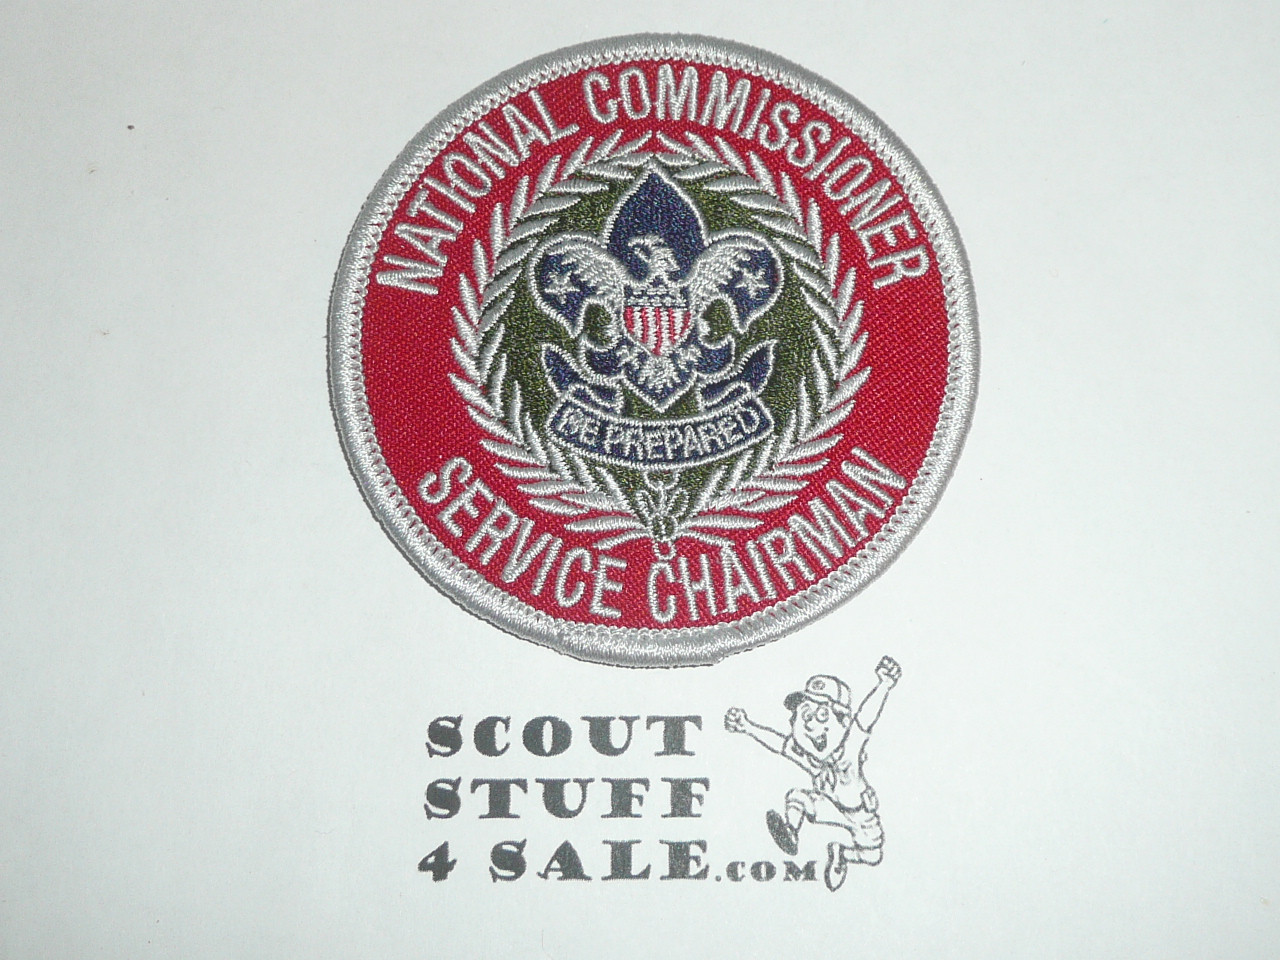 NATIONAL COMMISSIONER
BE PREPARED
SERVICE CHAIRMAN
SCOUT
STUFF
4 SALE.COM